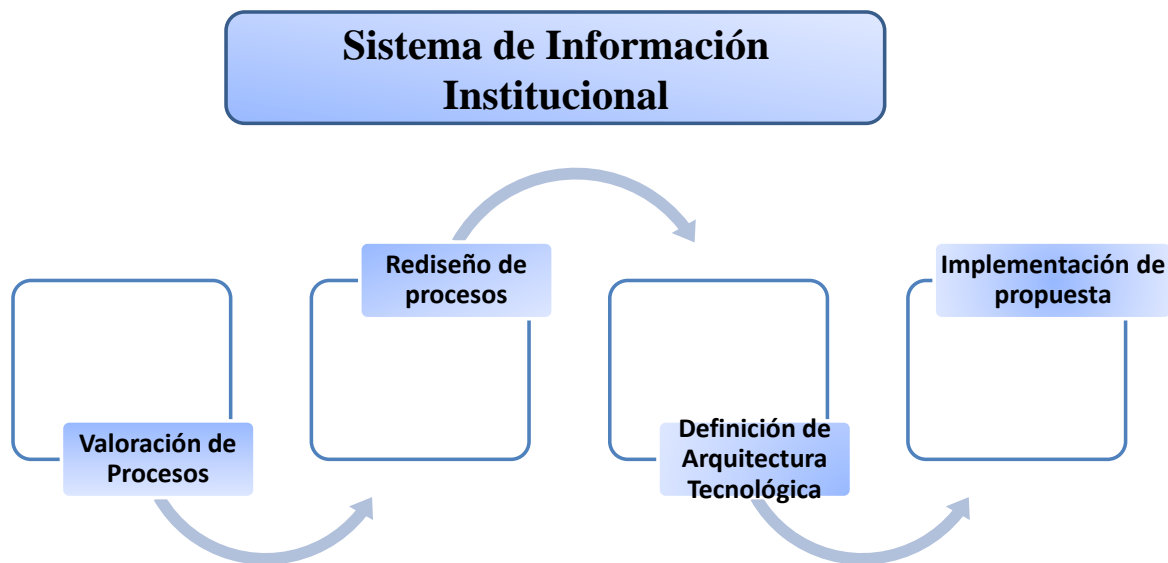 Sistema de Información
Institucional
Valoración de
Procesos
Rediseño de
procesos
Definición de
Arquitectura
Tecnológica
Implementación de
propuesta